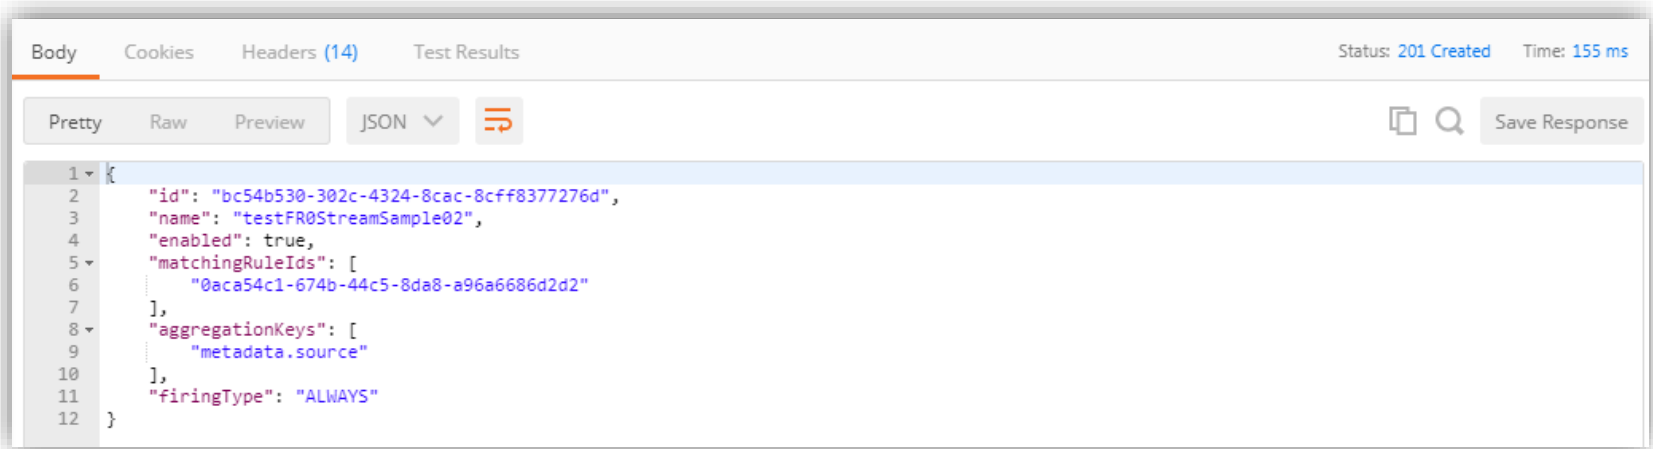 Body Cookies Headers (14) Test Results Status: 201 Created Time: 155 ms
Pretty Raw Preview JSON Save Response
1 {
2 "id": "bc54b530-302c-4324-8cac-8cff8377276d",
3 "name": "testFR0StreamSample02",
4 "enabled": true,
5 "matchingRuleIds": [
6 "0aca54c1-674b-44c5-8da8-a96a6686d2d2"
7 ],
8 "aggregationKeys": [
9 "metadata.source"
10 ],
11 "firingType": "ALWAYS"
12 }